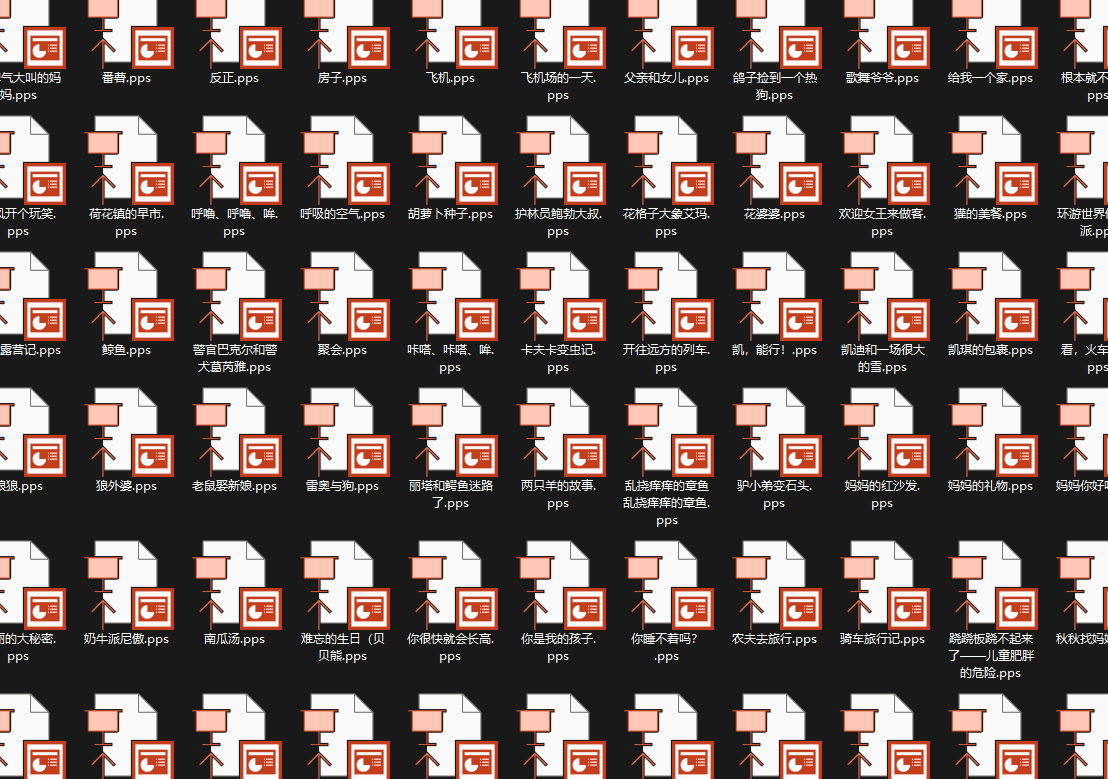 气大叫的妈
妈.pps
番茄.pps
反正.pps
房子.pps
飞机.pps
飞机场的一天.
pps
父亲和女儿.pps
鸽子捡到一个热
狗.pps
歌舞爷爷.pps
给我一个家.pps
根本就不
pps
风开个玩笑.
pps
荷花镇的早市.
pps
呼噜、呼噜、哞.
pps
呼吸的空气.pps
胡萝卜种子.pps
护林员鲍勃大叔.
pps
花格子大象艾玛.
pps
花婆婆.pps
欢迎女王来做客.
pps
獾的美餐.pps
环游世界做
派.pp
露营记.pps
鲸鱼.pps
警官巴克尔和警
犬葛芮雅.pps
聚会.pps
咔嗒、咔嗒、哞.
pps
卡夫卡变虫记.
pps
开往远方的列车.
pps
凯，能行！.pps
凯迪和一场很大
的雪.pps
凯琪的包裹.pps
看，火车
pps
狼狼.pps
狼外婆.pps
老鼠娶新娘.pps
雷奥与狗.pps
丽塔和鳄鱼迷路
了.pps
两只羊的故事.
pps
乱挠痒痒的章鱼
乱挠痒痒的章鱼.
pps
驴小弟变石头.
pps
妈妈的红沙发.
pps
妈妈的礼物.pps
妈妈你好吗
的大秘密.
pps
奶牛派尼傲.pps
南瓜汤.pps
难忘的生日（贝
贝熊.pps
你很快就会长高.
pps
你是我的孩子.
pps
你睡不着吗？
.pps
农夫去旅行.pps
骑车旅行记.pps
跷跷板跷不起来
了——儿童肥胖
的危险.pps
秋秋找妈妈